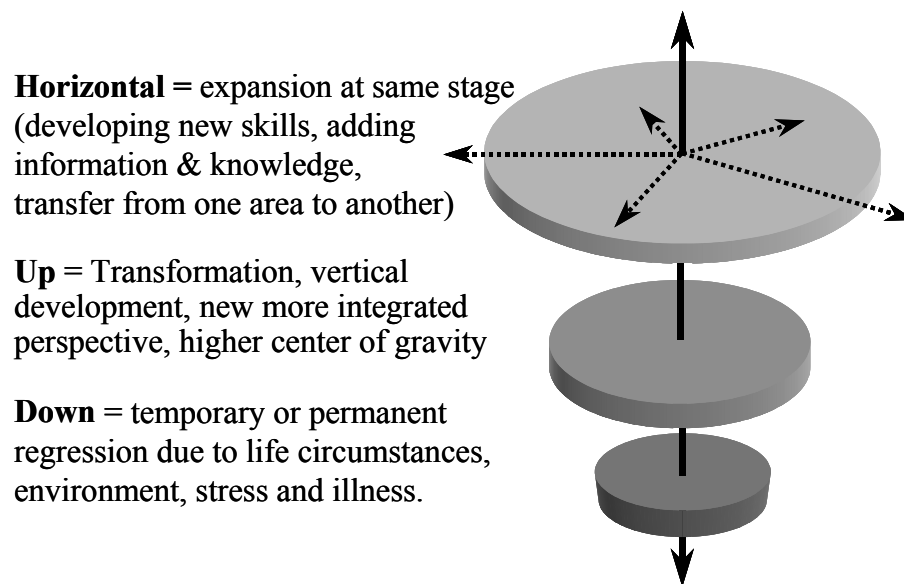 Horizontal = expansion at same stage
(developing new skills, adding
information & knowledge,
transfer from one area to another)
Up = Transformation, vertical
development, new more integrated
perspective, higher center of gravity
Down = temporary or permanent
regression due to life circumstances,
environment, stress and illness.